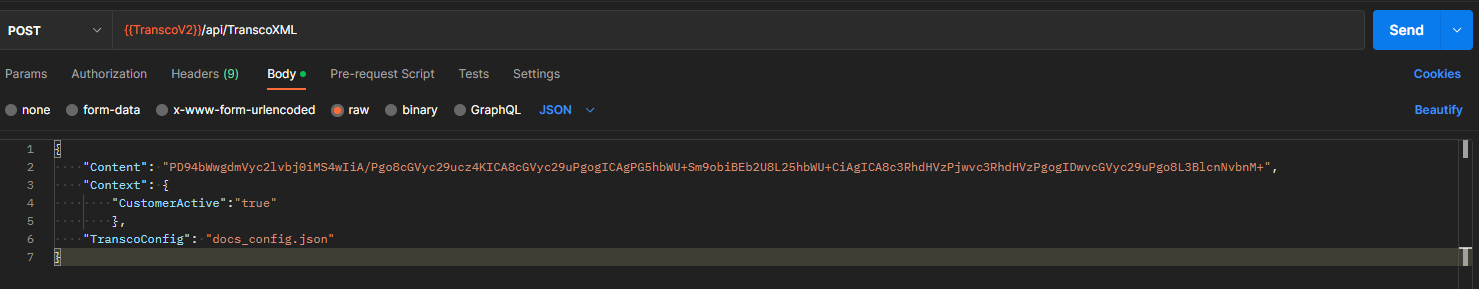 POST {{TranscoV2}}/api/TranscoXML Send
Params Authorization Headers (9) Body Pre-request Script Tests Settings Cookies
none form-data x-www-form-urlencoded raw binary GraphQL JSON Beautify
1 {
2 "Content": "PD94bWwgdmVyc2lvbj0iMS4wIiA/Pgo8cGVyc29ucz4KICA8cGVyc29uPgogICAgPG5hbWU+Sm9obiBEb2U8L25hbWU+CiAgICA8c3RhdHVzPjwvc3RhdHVzPgogIDwvcGVyc29uPgo8L3BlcnNvbnM+",
3 "Context": {
4 "CustomerActive":"true"
5 },
6 "TranscoConfig": "docs_config.json"
7 }